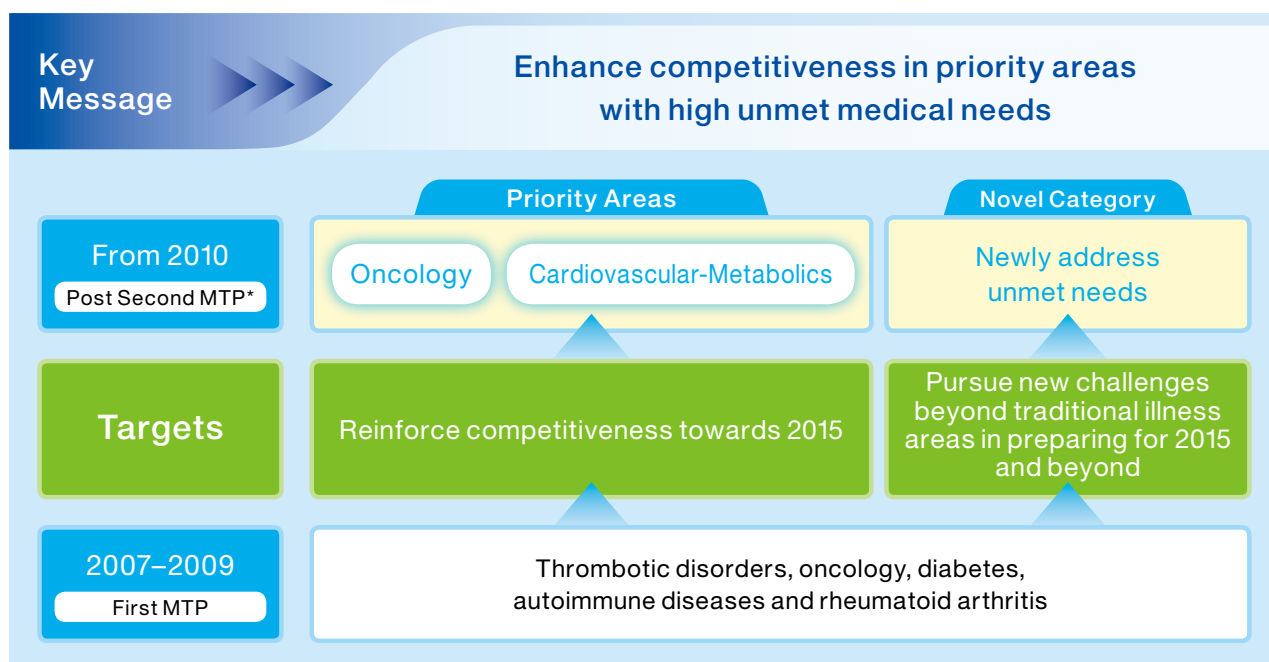 Key
Message
Enhance competitiveness in priority areas
with high unmet medical needs
Priority Areas
Novel Category
From 2010
Post Second MTP*
Oncology
Cardiovascular-Metabolics
Newly address
unmet needs
Targets
Reinforce competitiveness towards 2015
Pursue new challenges
beyond traditional illness
areas in preparing for 2015
and beyond
2007–2009
First MTP
Thrombotic disorders, oncology, diabetes,
autoimmune diseases and rheumatoid arthritis